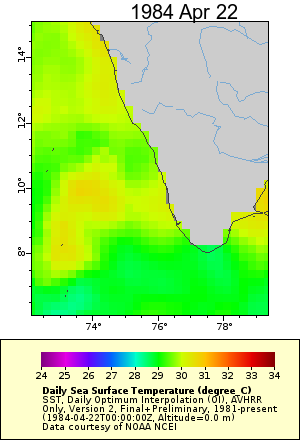 1984 Apr 22
14°
12°
10°
8°
74° 76° 78°
24 25 26 27 28 29 30 31 32 33 34
Daily Sea Surface Temperature (degree_C)
SST, Daily Optimum Interpolation (OI), AVHRR
Only, Version 2, Final+Preliminary, 1981-present
(1984-04-22T00:00:00Z, Altitude=0.0 m)
Data courtesy of NOAA NCEI